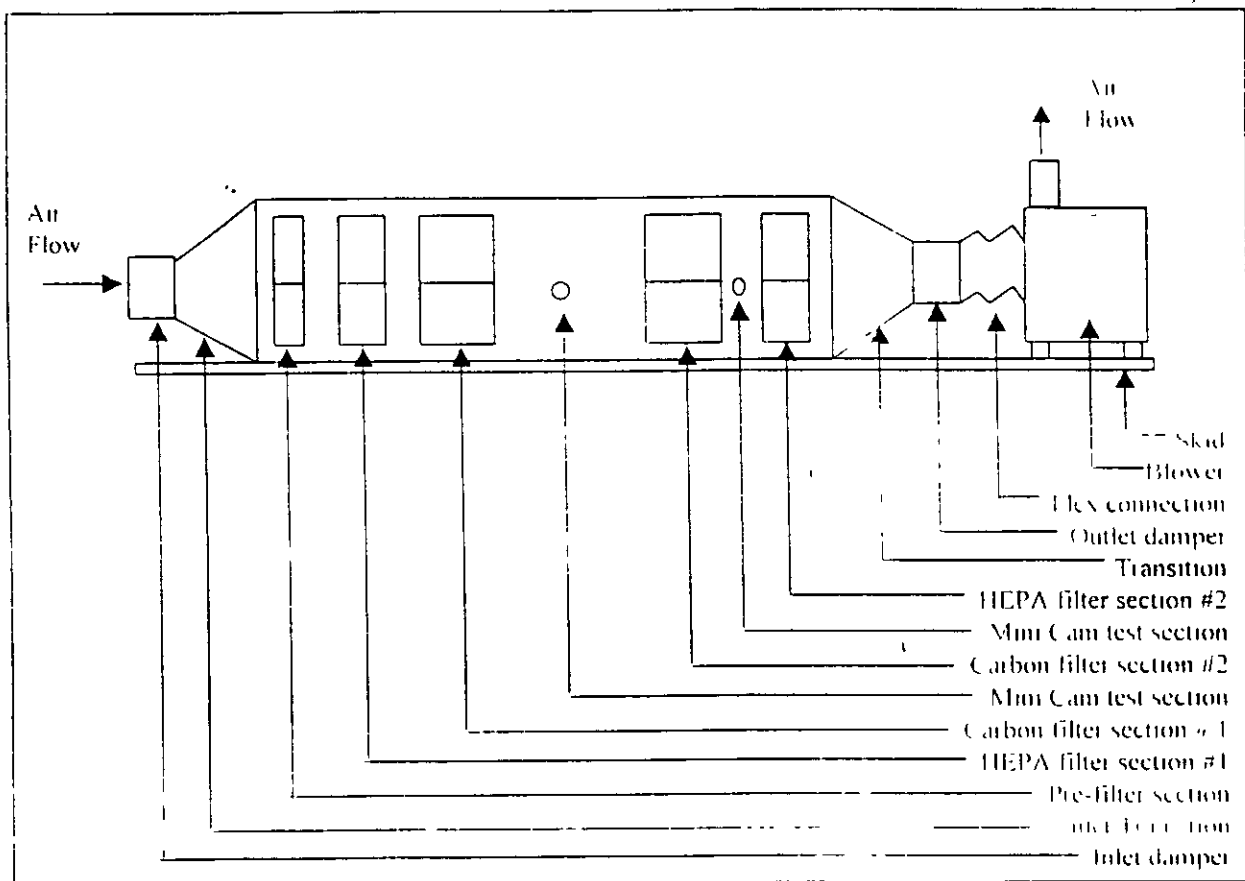 Air
Flow
Air
Flow
Skid
Blower
Flex connection
Outlet damper
Transition
HEPA filter section #2
Mini Cam test section
Carbon filter section #2
Mini Cam test section
Carbon filter section #1
HEPA filter section #1
Pre-filter section
Inlet
Inlet damper